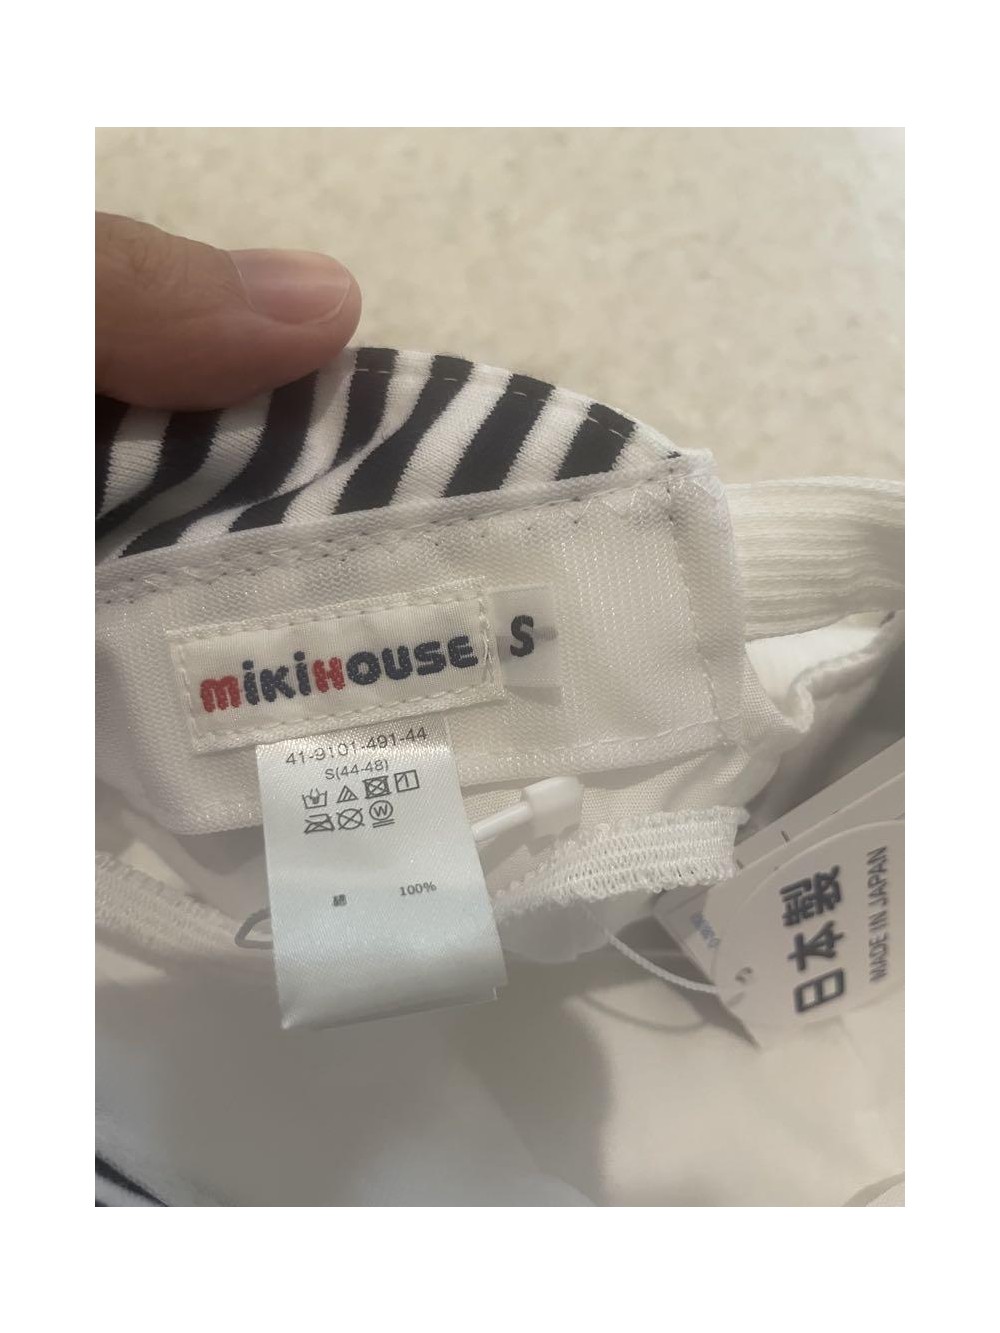 mikiHOUSE
S
41-9101-491-44
S(44-48)
W
綿 100%
日本製
MADE IN JAPAN